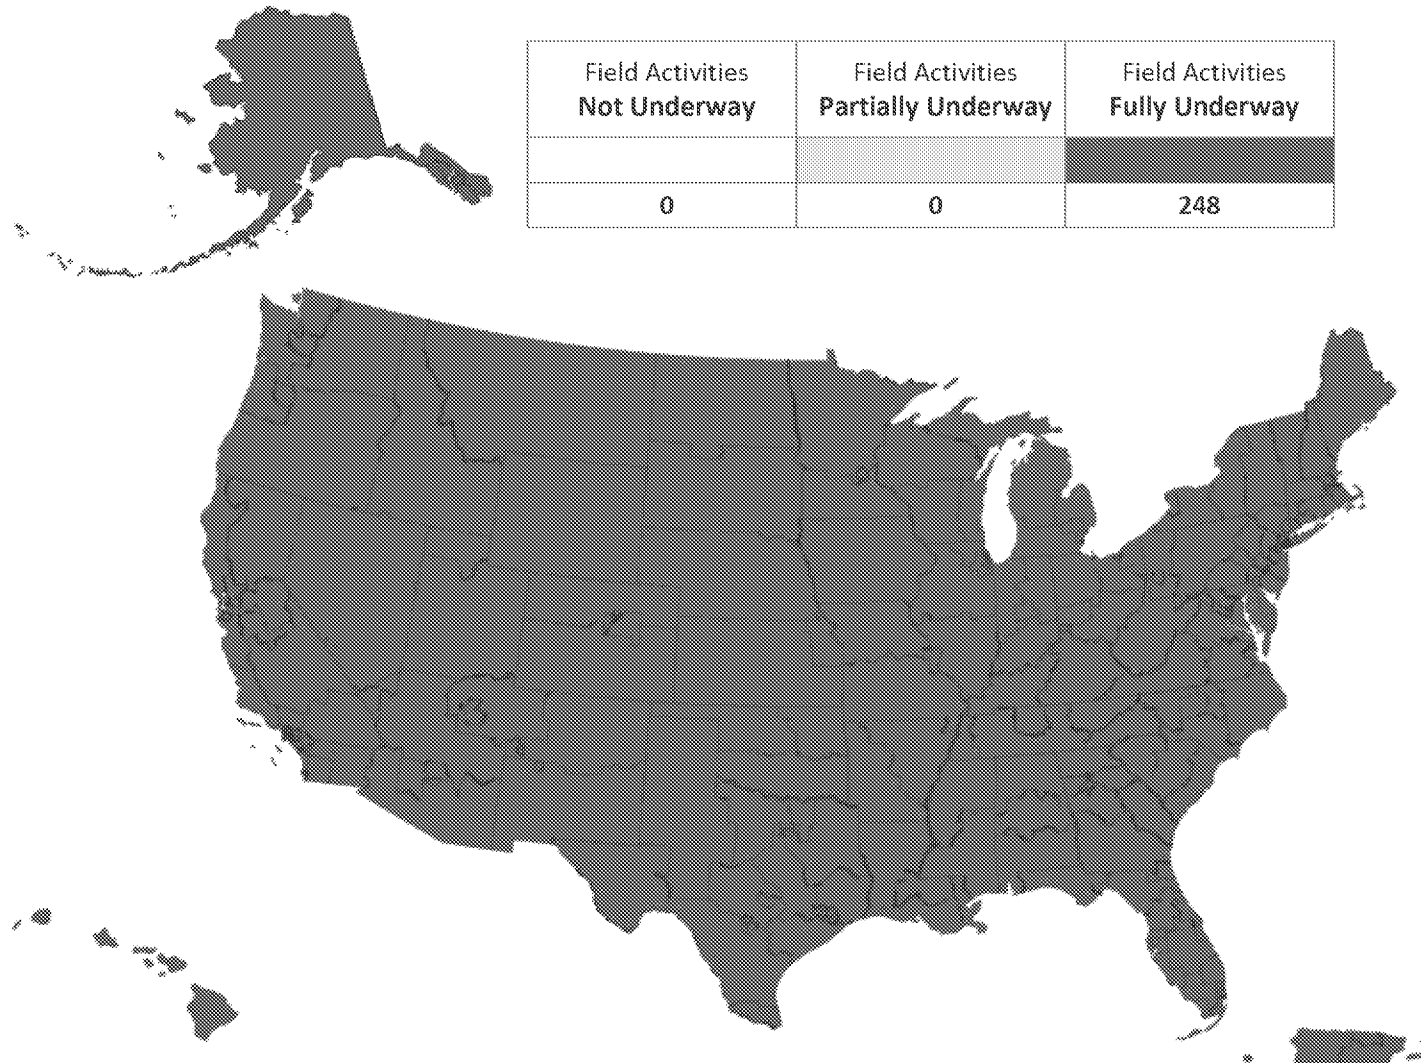 Field Activities
Not Underway
Field Activities
Partially Underway
Field Activities
Fully Underway
0
0
248